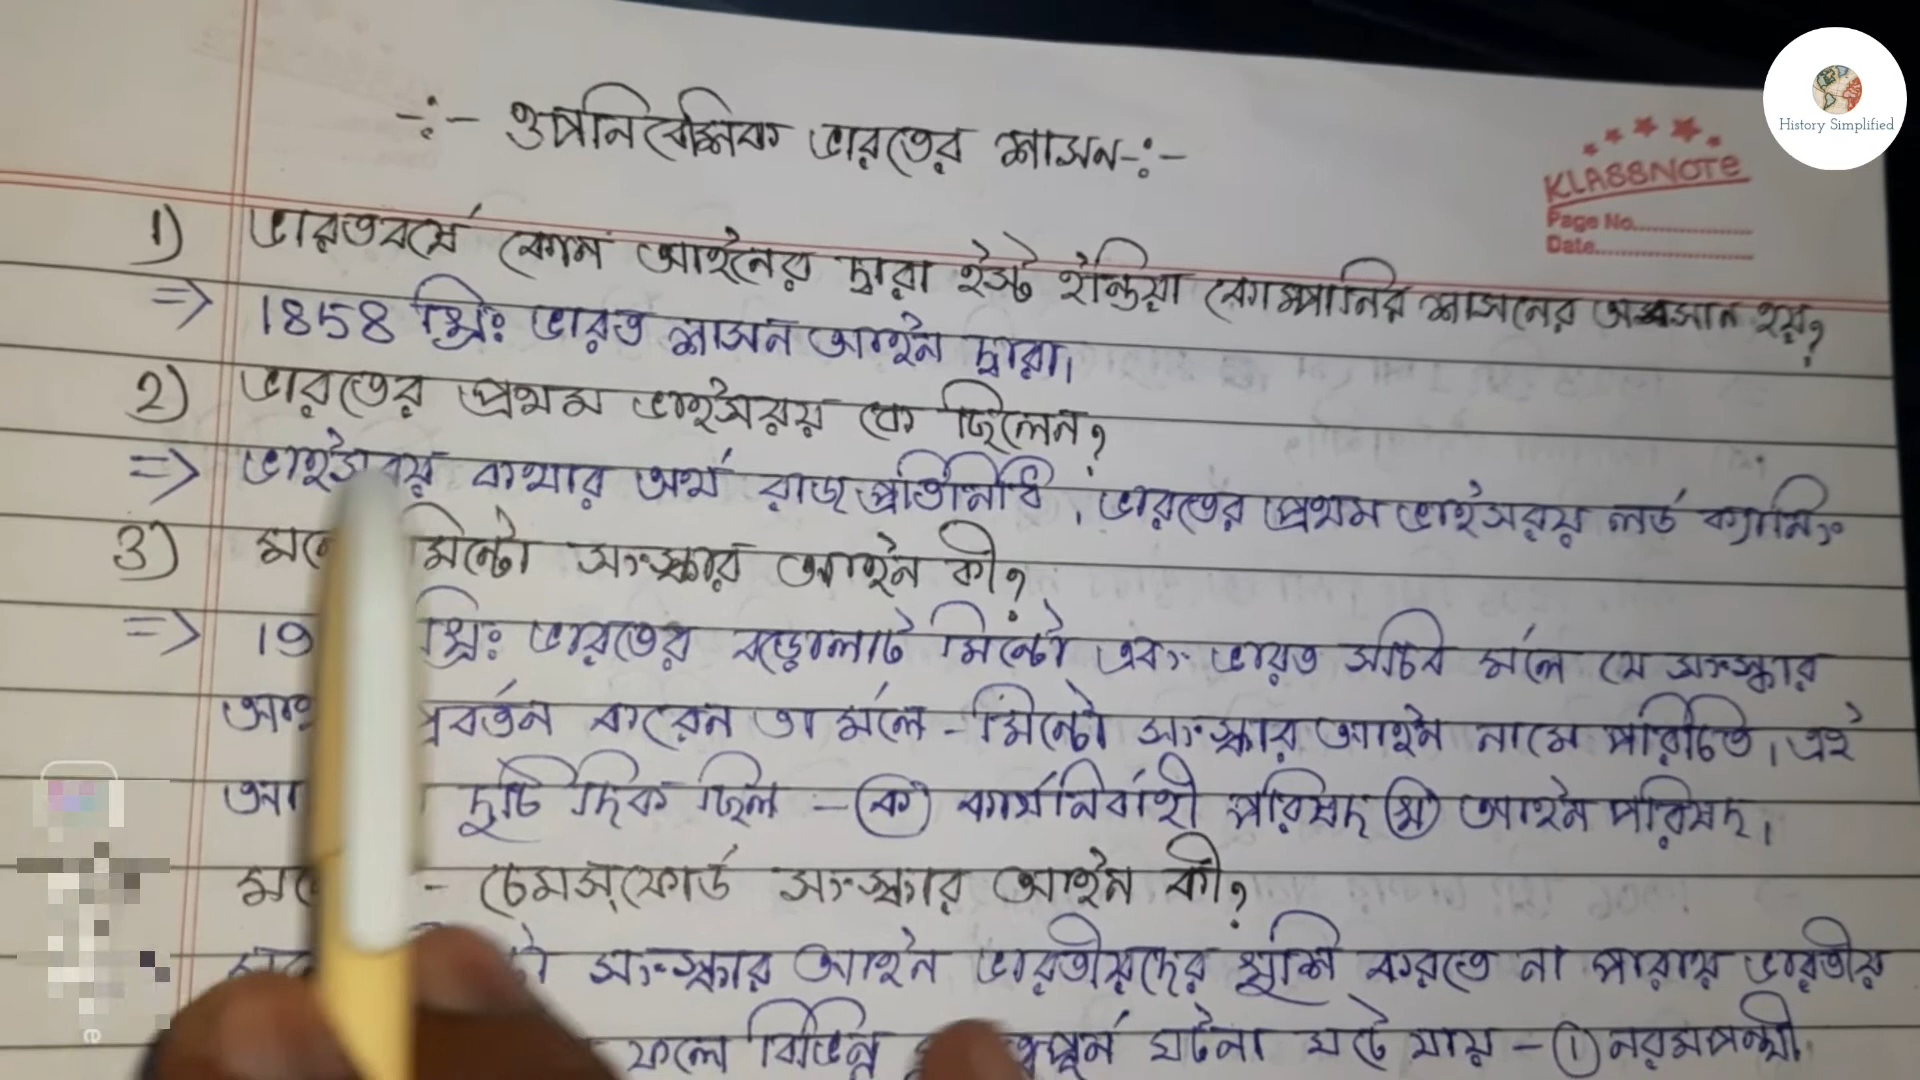 -:- ঔপনিবেশিক ভারতের শাসন -:-
History Simplified
KLASSNOTE
Page No.
Date
1) ভারতবর্ষে কোন আইনের দ্বারা ইস্ট ইন্ডিয়া কোম্পানির শাসনের অবসান হয়?
=> 1858 খ্রিঃ ভারত শাসন আইন দ্বারা।
2) ভারতের প্রথম ভাইসরয় কে ছিলেন?
=> ভাইসরয় কথার অর্থ রাজপ্রতিনিধি, ভারতের প্রথম ভাইসরয় লর্ড ক্যানিং
3) মিন্টো সংস্কার আইন কী?
=> 19 খ্রিঃ ভারতের বড়োলাট মিন্টো এবং ভারত সচিব মর্লে যে সংস্কার
প্রবর্তন করেন তা মর্লে - মিন্টো সংস্কার আইন নামে পরিচিত। এই
দুটি দিক ছিল - (ক) কার্যনির্বাহী পরিষদ (খ) আইন পরিষদ।
- চেমস্ফোর্ড সংস্কার আইন কী?
সংস্কার আইন ভারতীয়দের খুশি করতে না পারায় ভারতীয়
ফলে বিভিন্ন ঘটনা ঘটে যায় - (1) নরমপন্থী